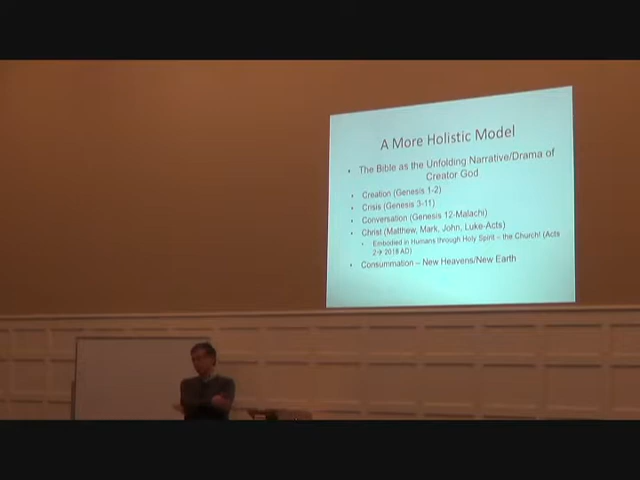 A More Holistic Model
• The Bible as the Unfolding Narrative/Drama of
Creator God
• Creation (Genesis 1-2)
• Crisis (Genesis 3-11)
• Conversation (Genesis 12-Malachi)
• Christ (Matthew, Mark, John, Luke-Acts)
• Embodied in Humans through Holy Spirit – the Church! (Acts
2→ 2018 AD)
• Consummation – New Heavens/New Earth